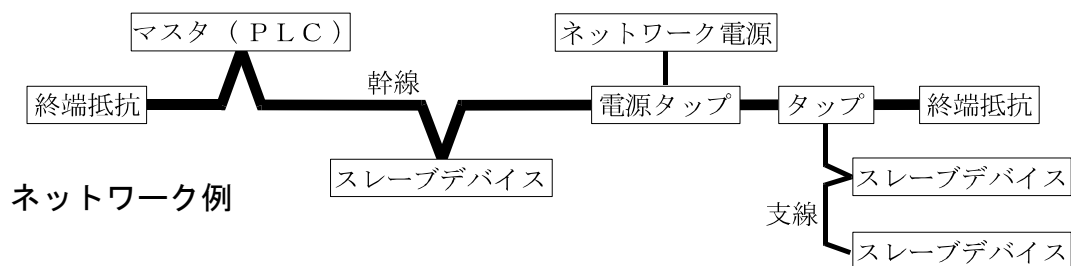 マスタ（ＰＬＣ）
ネットワーク電源
幹線
終端抵抗
電源タップ
タップ
終端抵抗
スレーブデバイス
スレーブデバイス
ネットワーク例
支線
スレーブデバイス